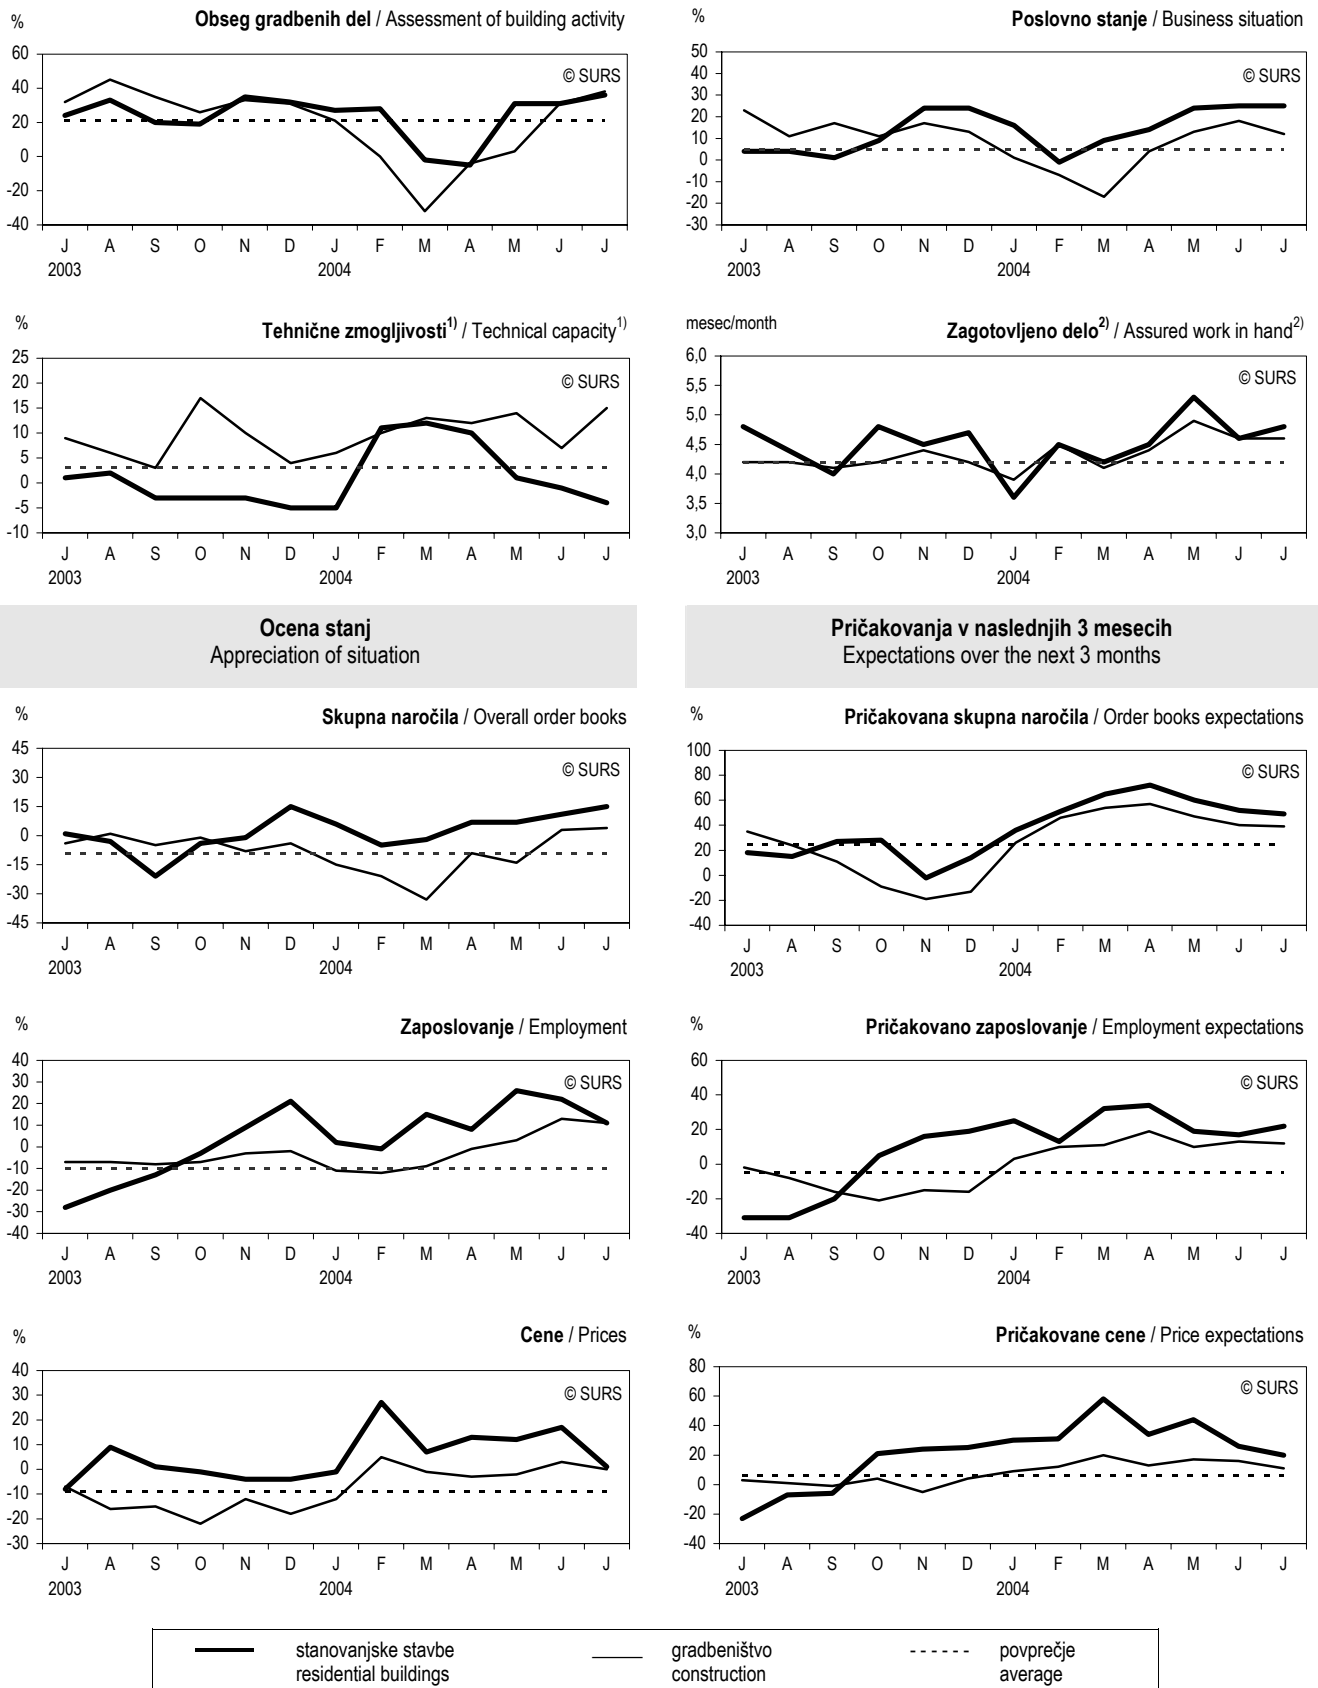 Obseg gradbenih del / Assessment of building activity
%
60
40
20
0
-20
-40
© SURS
J A S O N D J F M A M J J
2003 2004
Poslovno stanje / Business situation
%
50
40
30
20
10
0
-10
-20
-30
© SURS
J A S O N D J F M A M J J
2003 2004
Tehnične zmogljivosti1) / Technical capacity1)
%
25
20
15
10
5
0
-5
-10
© SURS
J A S O N D J F M A M J J
2003 2004
Zagotovljeno delo2) / Assured work in hand2)
mesec/month
6,0
5,5
5,0
4,5
4,0
3,5
3,0
© SURS
J A S O N D J F M A M J J
2003 2004
Ocena stanj
Appreciation of situation
Pričakovanja v naslednjih 3 mesecih
Expectations over the next 3 months
Skupna naročila / Overall order books
%
45
30
15
0
-15
-30
-45
© SURS
J A S O N D J F M A M J J
2003 2004
Pričakovana skupna naročila / Order books expectations
%
100
80
60
40
20
0
-20
-40
© SURS
J A S O N D J F M A M J J
2003 2004
Zaposlovanje / Employment
%
40
30
20
10
0
-10
-20
-30
-40
© SURS
J A S O N D J F M A M J J
2003 2004
Pričakovano zaposlovanje / Employment expectations
%
60
40
20
0
-20
-40
© SURS
J A S O N D J F M A M J J
2003 2004
Cene / Prices
%
40
30
20
10
0
-10
-20
-30
© SURS
J A S O N D J F M A M J J
2003 2004
Pričakovane cene / Price expectations
%
80
60
40
20
0
-20
-40
© SURS
J A S O N D J F M A M J J
2003 2004
stanovanjske stavbe
residential buildings
gradbeništvo
construction
povprečje
average